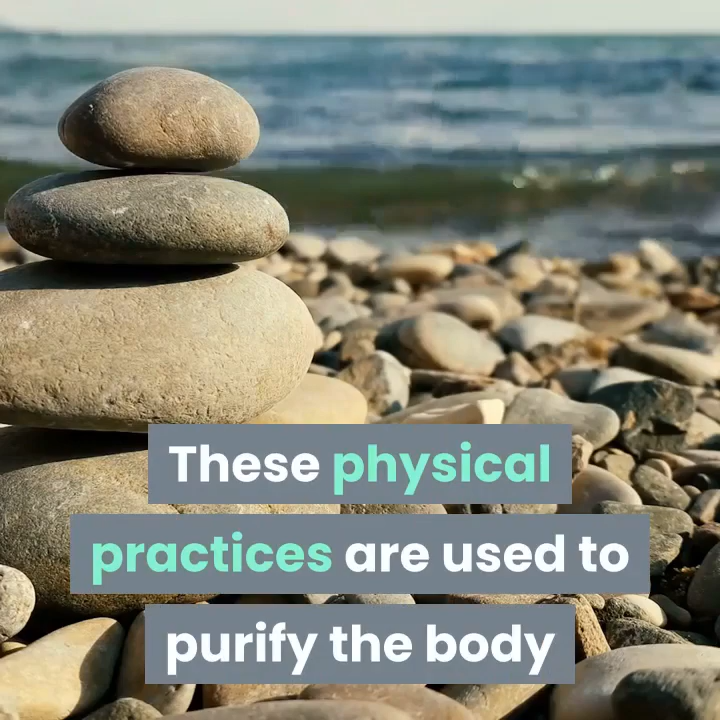 These physical
practices are used to
purify the body